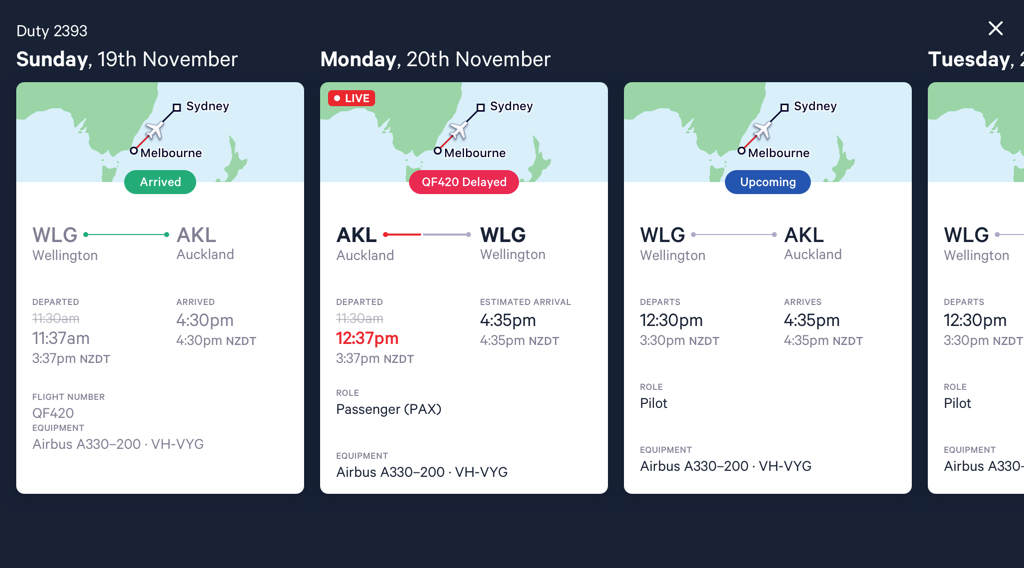 Duty 2393
Sunday, 19th November
Sydney
Melbourne
Arrived
WLG
AKL
Wellington
Auckland
DEPARTED
ARRIVED
11:30am
4:30pm
11:37am
4:30pm NZDT
3:37pm NZDT
FLIGHT NUMBER
QF420
EQUIPMENT
Airbus A330–200 · VH-VYG
Monday, 20th November
LIVE
Sydney
Melbourne
QF420 Delayed
AKL
WLG
Auckland
Wellington
DEPARTED
ESTIMATED ARRIVAL
11:30am
4:35pm
12:37pm
4:35pm NZDT
3:37pm NZDT
ROLE
Passenger (PAX)
EQUIPMENT
Airbus A330–200 · VH-VYG
Sydney
Melbourne
Upcoming
WLG
AKL
Wellington
Auckland
DEPARTS
ARRIVES
12:30pm
4:35pm
3:30pm NZDT
4:35pm NZDT
ROLE
Pilot
EQUIPMENT
Airbus A330–200 · VH-VYG
Tuesday, 2
WLG
Wellington
DEPARTS
12:30pm
3:30pm NZDT
ROLE
Pilot
EQUIPMENT
Airbus A330-